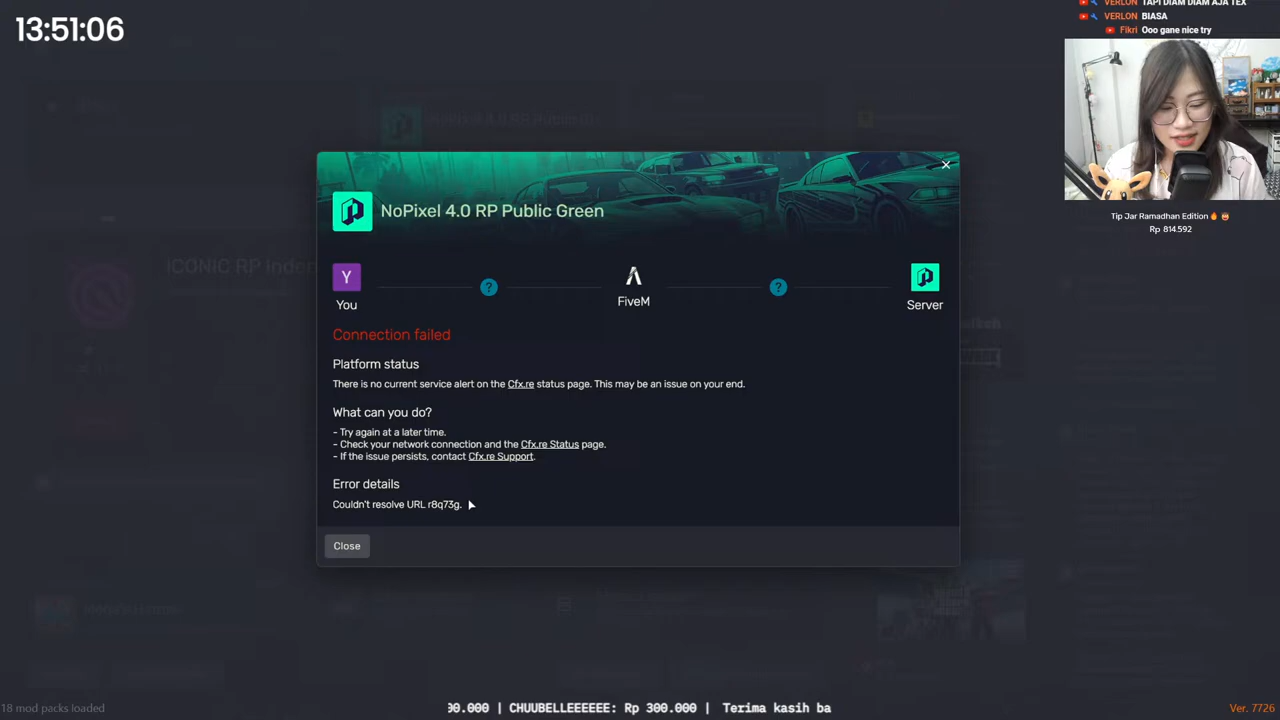 13:51:06
VERLON TAPI DIAM DIAM AJA TEX
VERLON BIASA
Fikri Ooo gane nice try
Tip Jar Ramadhan Edition
Rp 814.592
NoPixel 4.0 RP Public Green
Y
You
FiveM
Server
Connection failed
Platform status
There is no current service alert on the Cfx.re status page. This may be an issue on your end.
What can you do?
- Try again at a later time.
- Check your network connection and the Cfx.re Status page.
- If the issue persists, contact Cfx.re Support.
Error details
Couldn't resolve URL r8q73g.
Close
ICONIC RP Indon
18 mod packs loaded
00.000 | CHUUBELLEEEEEE: Rp 300.000 | Terima kasih ba
Ver. 7726